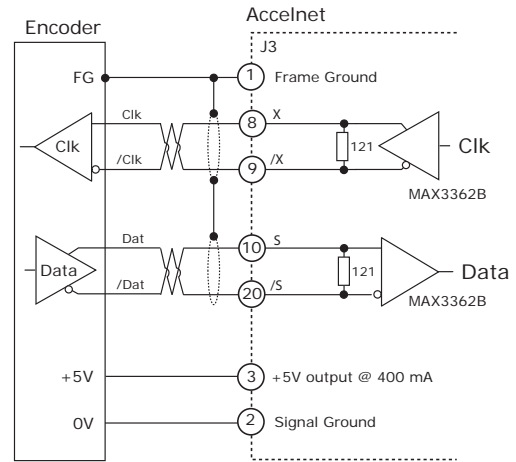 Accelnet
Encoder
J3
FG
1
Frame Ground
Clk
8
X
Clk
121
Clk
/Clk
9
/X
MAX3362B
Dat
10
S
Data
121
Data
/Dat
20
/S
MAX3362B
+5V
3
+5V output @ 400 mA
0V
2
Signal Ground